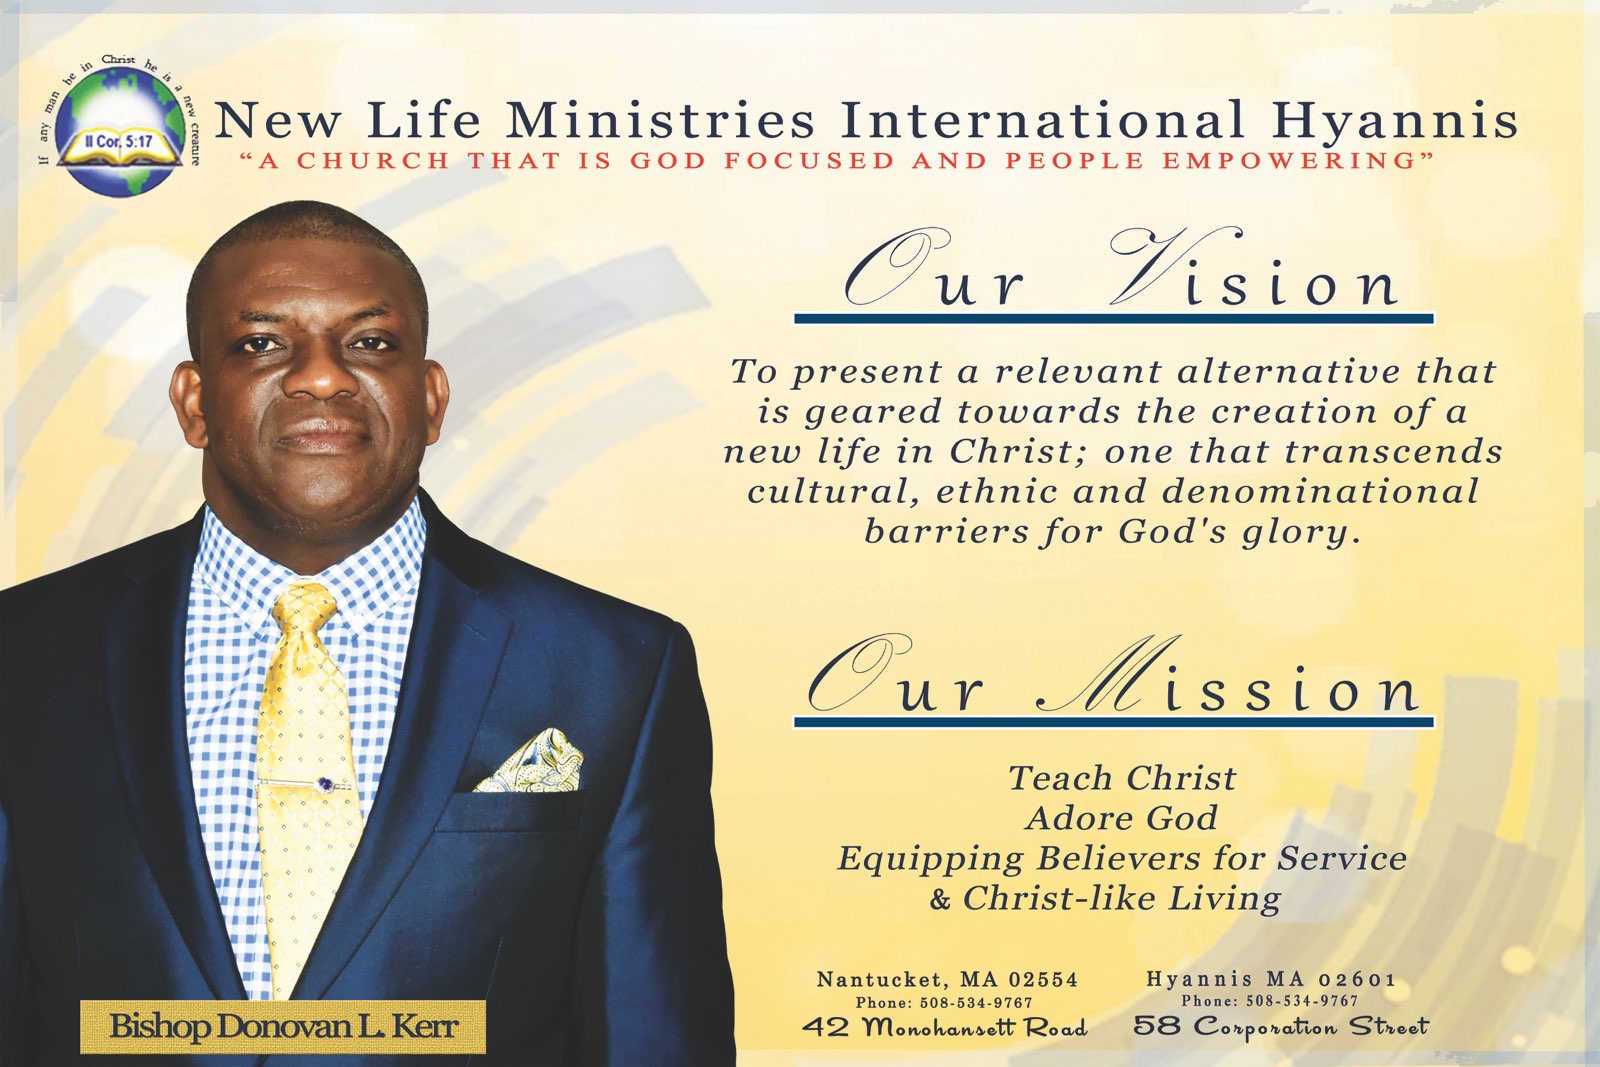 If any man be in Christ he is a new creature
II Cor. 5:17
New Life Ministries International Hyannis
“A CHURCH THAT IS GOD FOCUSED AND PEOPLE EMPOWERING”
Our Vision
To present a relevant alternative that
is geared towards the creation of a
new life in Christ; one that transcends
cultural, ethnic and denominational
barriers for God's glory.
Our Mission
Teach Christ
Adore God
Equipping Believers for Service
& Christ-like Living
Nantucket, MA 02554
Phone: 508-534-9767
42 Monohansett Road
Hyannis MA 02601
Phone: 508-534-9767
58 Corporation Street
Bishop Donovan L. Kerr